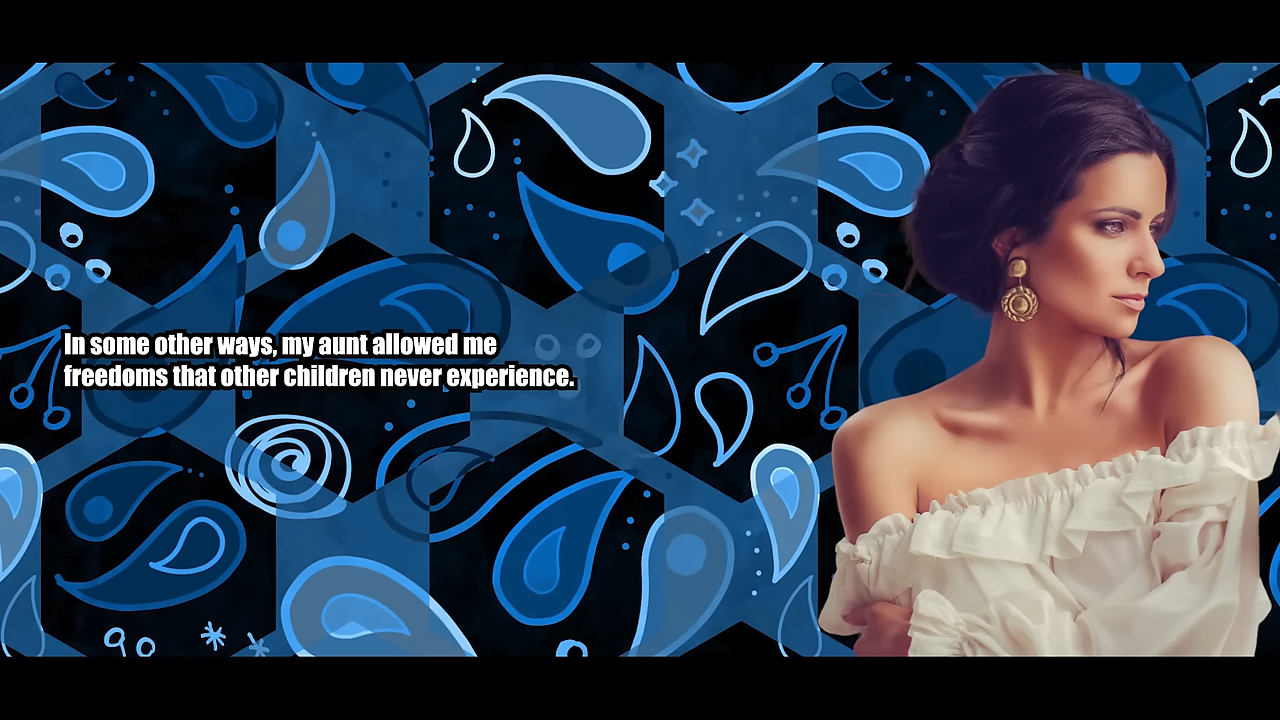 In some other ways, my aunt allowed me
freedoms that other children never experience.